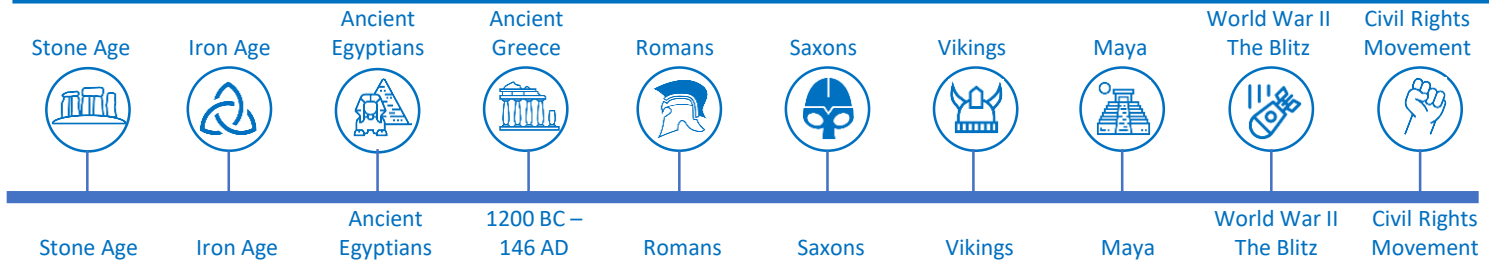 Stone Age
Iron Age
Ancient
Egyptians
Ancient
Greece
Romans
Saxons
Vikings
Maya
World War II
The Blitz
Civil Rights
Movement
Stone Age
Iron Age
Ancient
Egyptians
1200 BC –
146 AD
Romans
Saxons
Vikings
Maya
World War II
The Blitz
Civil Rights
Movement